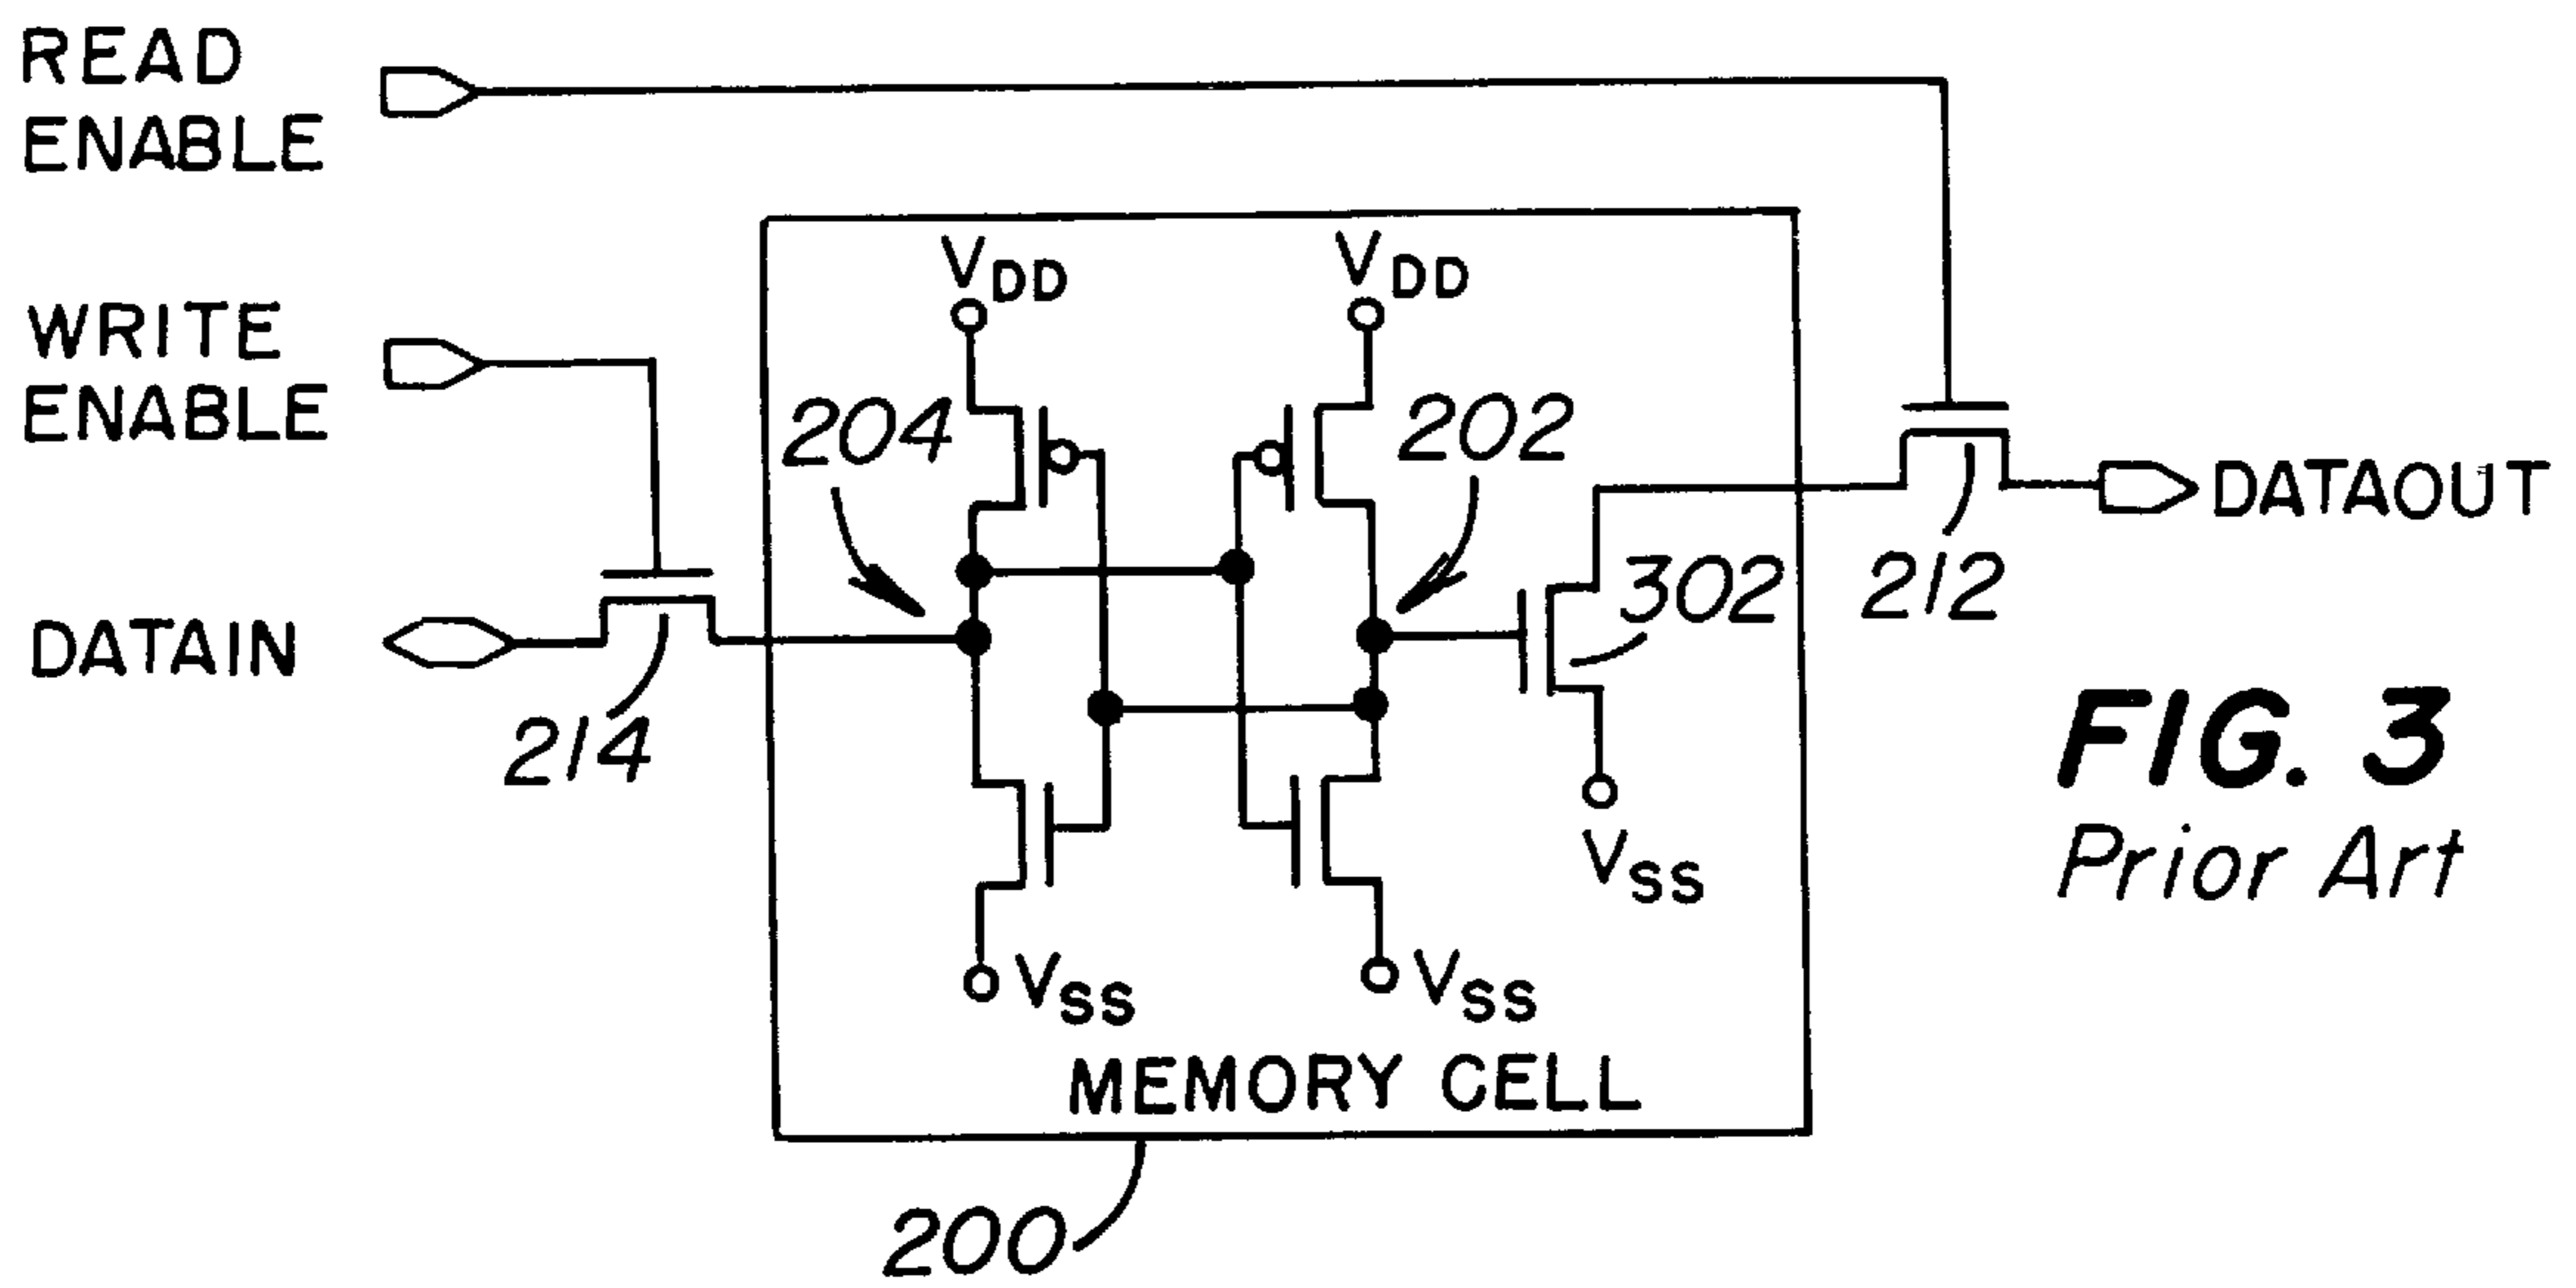 READ
ENABLE
WRITE
ENABLE
DATAIN
214
VDD
VDD
204
202
302
212
DATAOUT
VSS
VSS
VSS
MEMORY CELL
200
FIG. 3
Prior Art